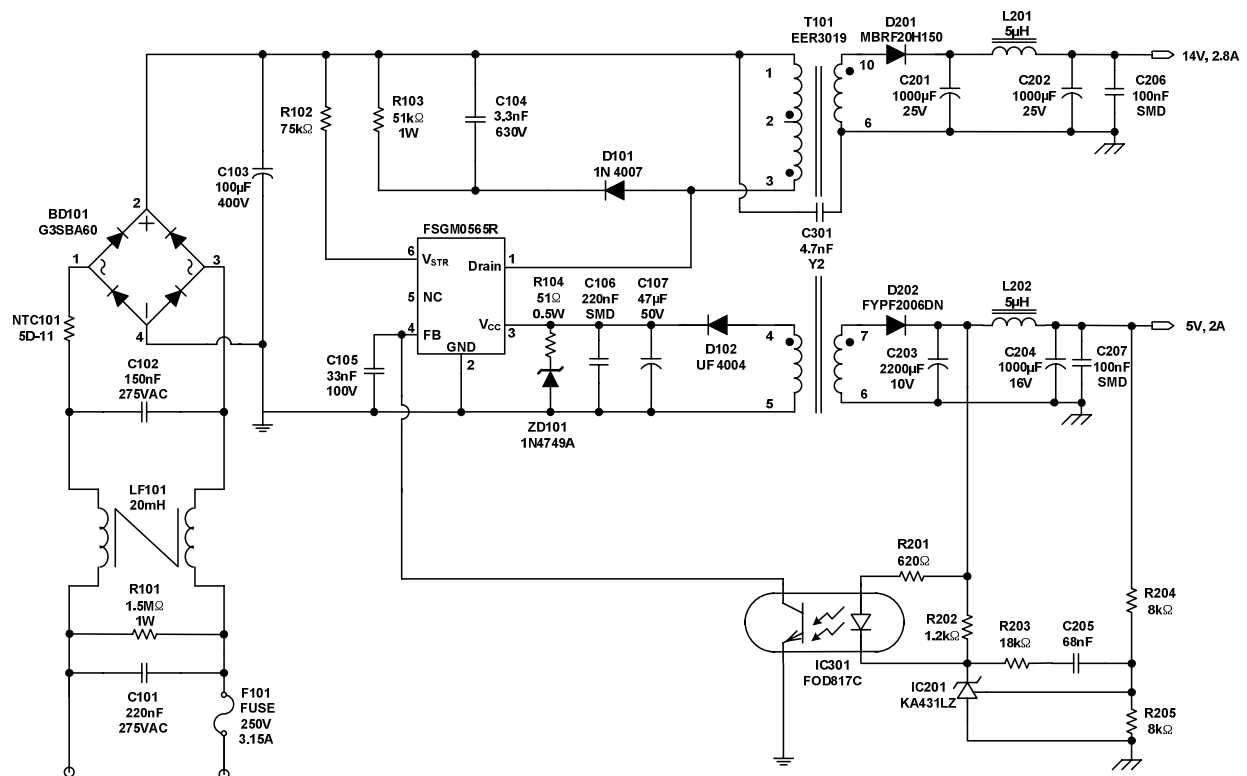 T101
EER3019
D201
MBRF20H150
L201
5µH
1
10
14V, 2.8A
C201
1000µF
25V
C202
1000µF
25V
C206
100nF
SMD
R102
75kΩ
R103
51kΩ
1W
C104
3.3nF
630V
2
6
C103
100µF
400V
D101
1N 4007
3
BD101
G3SBA60
2
1
3
4
FSGM0565R
6
VSTR
Drain
1
5
NC
4
FB
VCC
3
GND
2
C301
4.7nF
Y2
R104
51Ω
0.5W
C106
220nF
SMD
C107
47µF
50V
D202
FYPF2006DN
L202
5µH
NTC101
5D-11
D102
UF 4004
4
7
5V, 2A
C203
2200µF
10V
C204
1000µF
16V
C207
100nF
SMD
C105
33nF
100V
C102
150nF
275VAC
5
6
ZD101
1N4749A
LF101
20mH
R201
620Ω
R101
1.5MΩ
1W
R202
1.2kΩ
R203
18kΩ
C205
68nF
R204
8kΩ
IC301
FOD817C
IC201
KA431LZ
R205
8kΩ
C101
220nF
275VAC
F101
FUSE
250V
3.15A